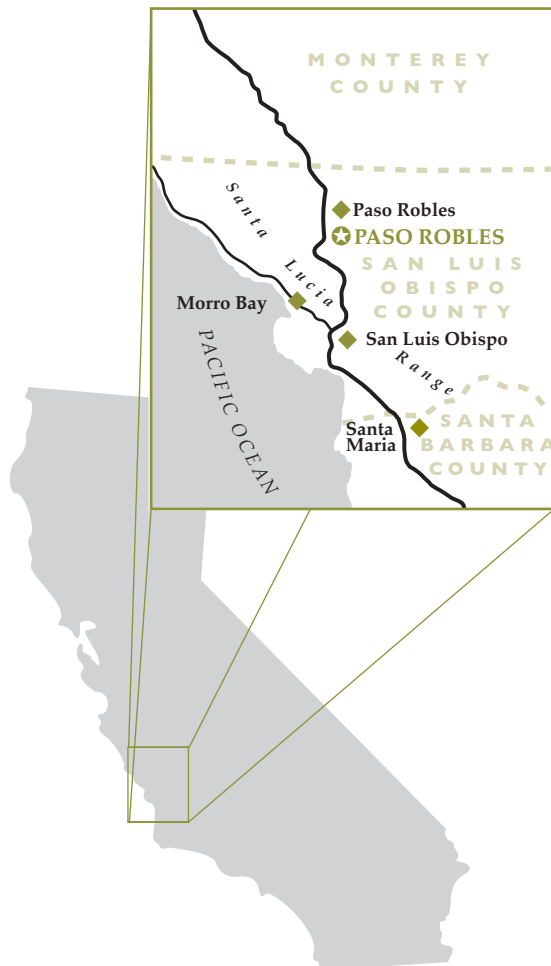 MONTEREY
COUNTY
Paso Robles
PASO ROBLES
Santa Lucia Range
SAN LUIS
OBISPO
COUNTY
Morro Bay
San Luis Obispo
PACIFIC OCEAN
Santa
Maria
SANTA
BARBARA
COUNTY